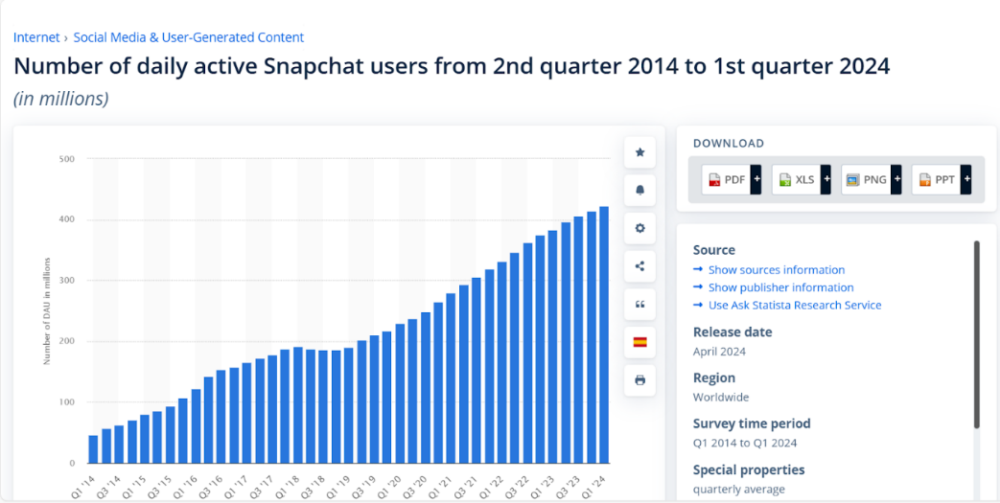 Internet › Social Media & User-Generated Content
Number of daily active Snapchat users from 2nd quarter 2014 to 1st quarter 2024
(in millions)
500
400
300
200
100
0
Number of DAU in millions
Q1 '14
Q3 '14
Q1 '15
Q3 '15
Q1 '16
Q3 '16
Q1 '17
Q3 '17
Q1 '18
Q3 '18
Q1 '19
Q3 '19
Q1 '20
Q3 '20
Q1 '21
Q3 '21
Q1 '22
Q3 '22
Q1 '23
Q3 '23
Q1 '24
DOWNLOAD
PDF +
XLS +
PNG +
PPT +
Source
→ Show sources information
→ Show publisher information
→ Use Ask Statista Research Service
Release date
April 2024
Region
Worldwide
Survey time period
Q1 2014 to Q1 2024
Special properties
quarterly average